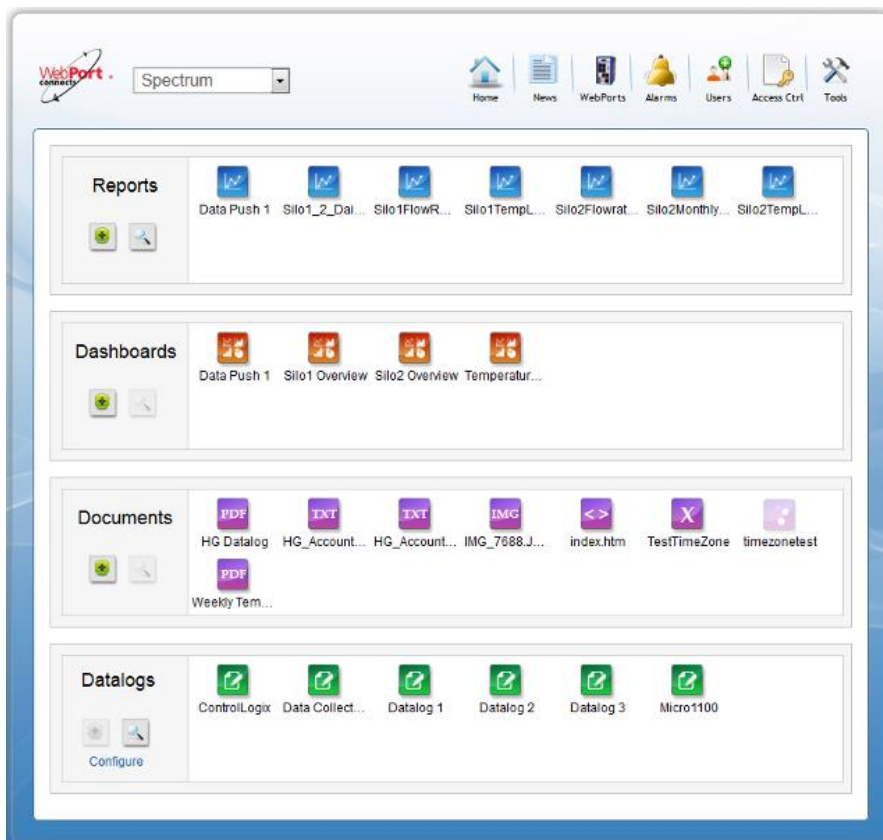 WebPort.
connects
Spectrum
Home News WebPorts Alarms Users Access Ctrl Tools
Reports
Data Push 1 Silo1_2_Dai... Silo1FlowR... Silo1TempL... Silo2Flowrat... Silo2Monthly... Silo2TempL...
Dashboards
Data Push 1 Silo1 Overview Silo2 Overview Temperatur...
Documents
PDF TXT TXT IMG <> X
HG Datalog HG_Account... HG_Account... IMG_7688.J... index.htm TestTimeZone timezonetest
PDF
Weekly Tem...
Datalogs
ControlLogix Data Collect... Datalog 1 Datalog 2 Datalog 3 Micro1100
Configure